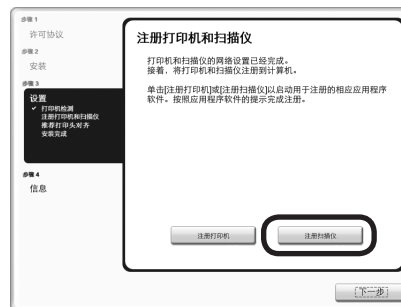 步骤 1
许可协议
步骤 2
安装
步骤 3
设置
✓ 打印机检测
注册打印机和扫描仪
推荐打印头对齐
安装完成
步骤 4
信息
注册打印机和扫描仪
打印机和扫描仪的网络设置已经完成。
接着，将打印机和扫描仪注册到计算机。
单击[注册打印机]或[注册扫描仪]以启动用于注册的相应应用程序
软件。按照应用程序软件的提示完成注册。
注册打印机
注册扫描仪
下一步